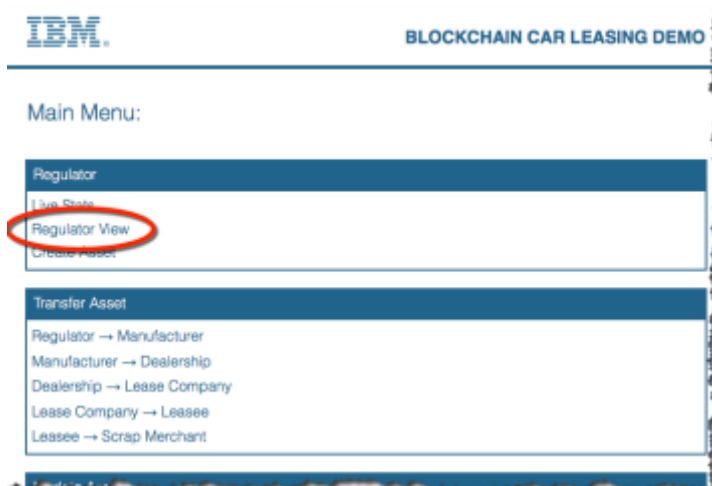 IBM.
BLOCKCHAIN CAR LEASING DEMO
Main Menu:
Regulator
Live State
Regulator View
Create Asset
Transfer Asset
Regulator → Manufacturer
Manufacturer → Dealership
Dealership → Lease Company
Lease Company → Leasee
Leasee → Scrap Merchant